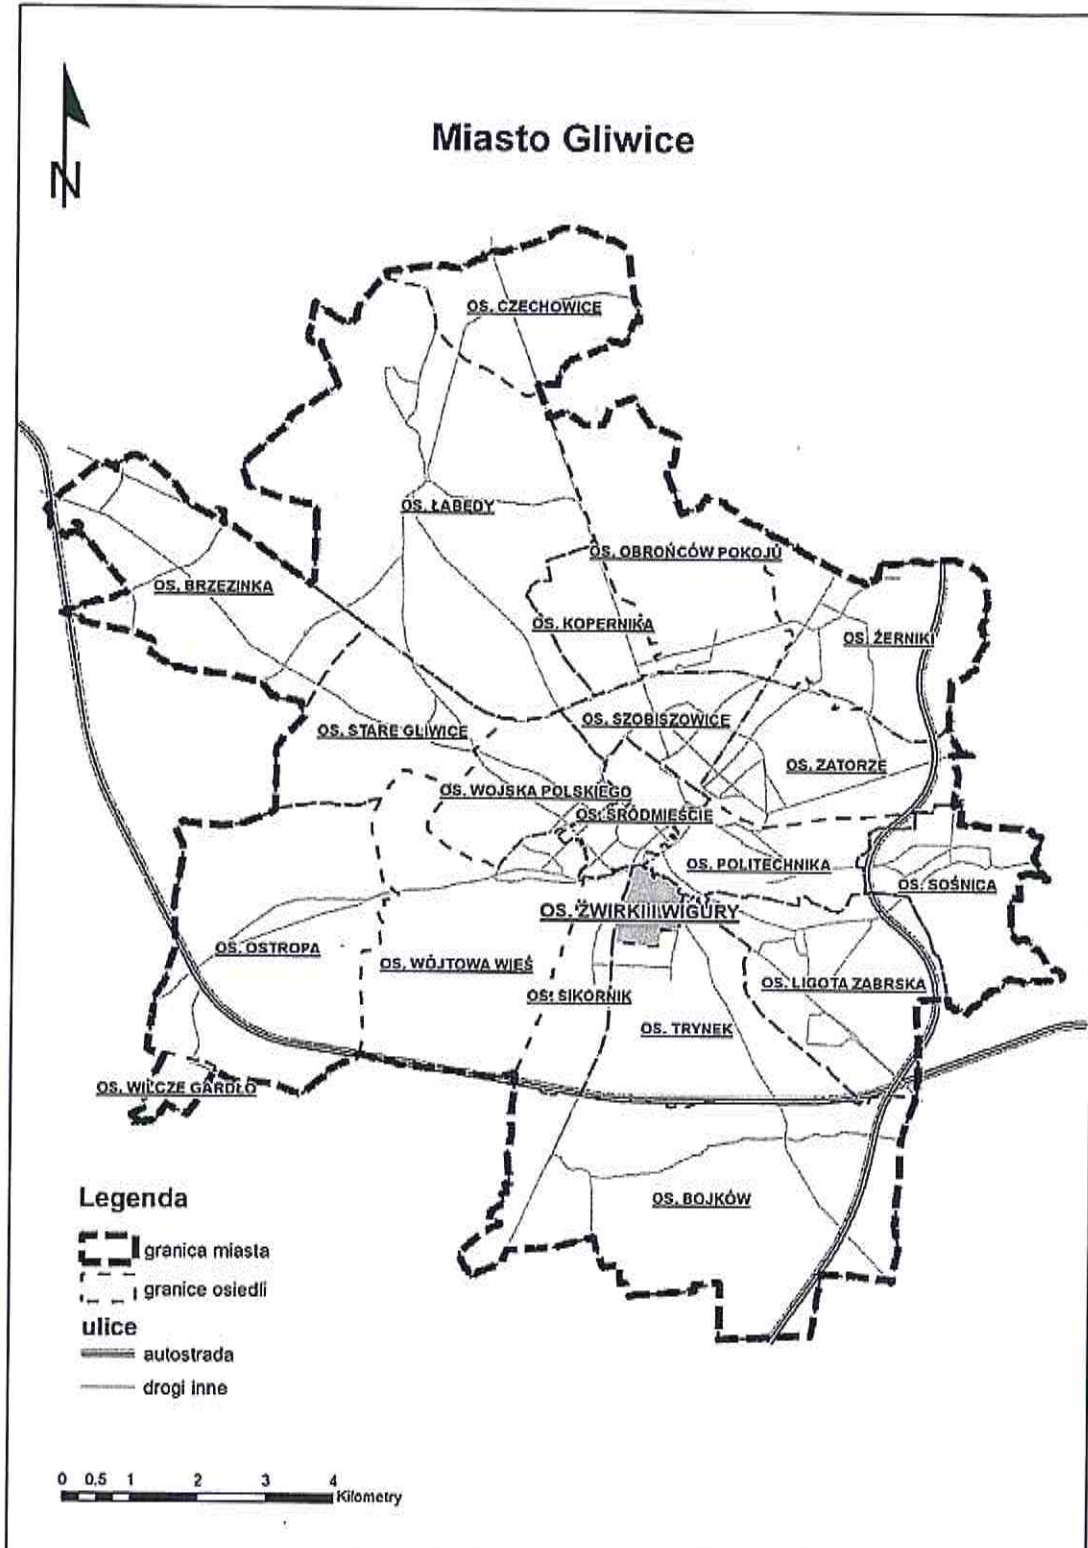 Miasto Gliwice
N
OS. CZECHOWICE
OS. ŁABĘDY
OS. OBROŃCÓW POKOJU
OS. BRZEZINKA
OS. KOPERNIKA
OS. ŻERNIKI
OS. SZOBISZOWICE
OS. STARE GLIWICE
OS. ZATORZE
OS. WOJSKA POLSKIEGO
OS. ŚRÓDMIEŚCIE
OS. POLITECHNIKA
OS. SOŚNICA
OS. ŻWIRKI I WIGURY
OS. OSTROPA
OS. WÓJTOWA WIEŚ
OS. LIGOTA ZABRSKA
OS. SIKORNIK
OS. TRYNEK
OS. WILCZE GARDŁO
OS. BOJKÓW
Legenda
granica miasta
granice osiedli
ulice
autostrada
drogi inne
0 0,5 1 2 3 4
Kilometry